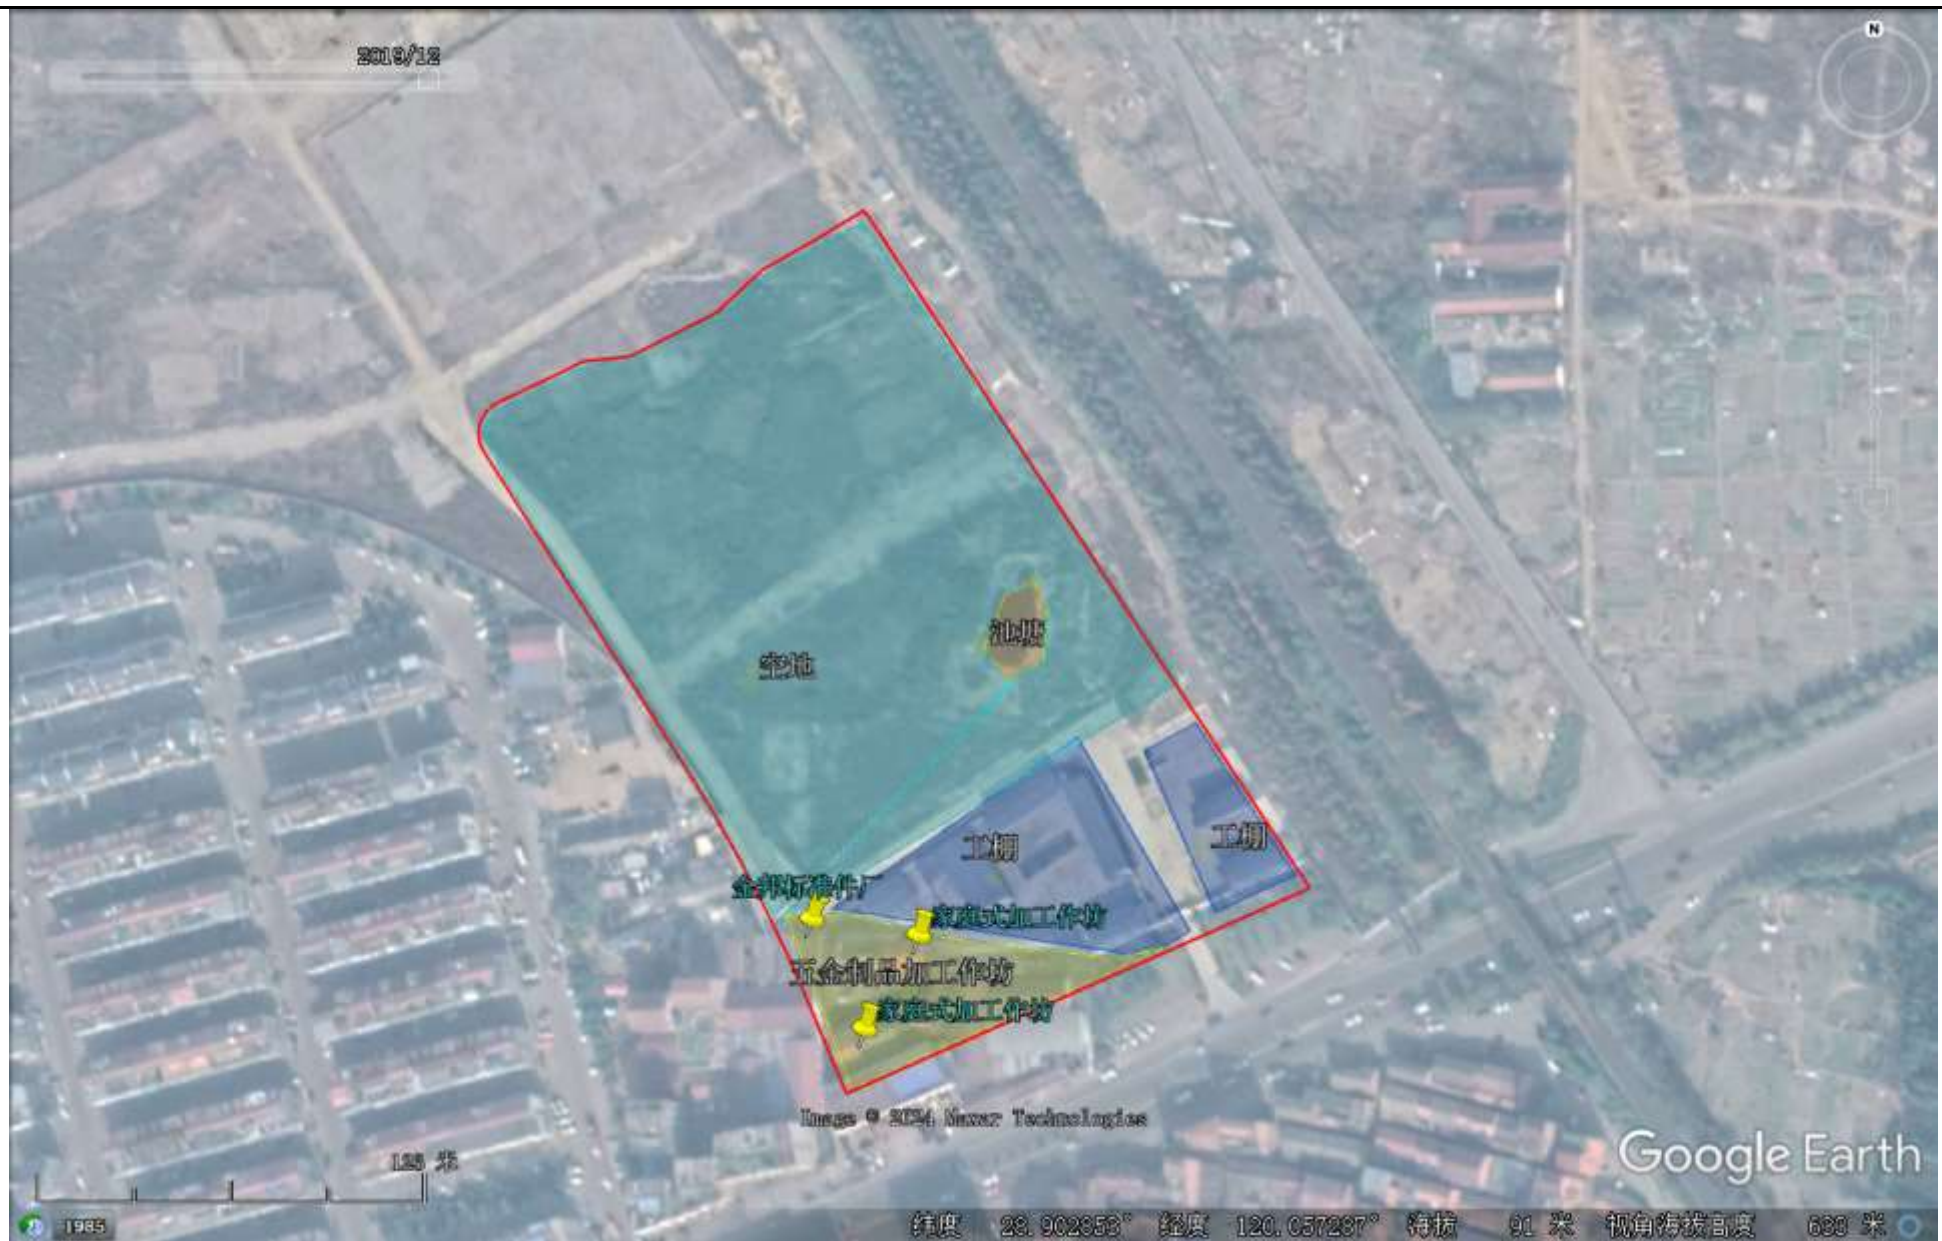 2019/12
N
池塘
空地
工棚
工棚
金邦标准件厂
家庭式加工作坊
五金制品加工作坊
家庭式加工作坊
Image © 2024 Maxar Technologies
Google Earth
125 米
1985
纬度 28.902853° 经度 120.057287° 海拔 91 米 视角海拔高度 633 米